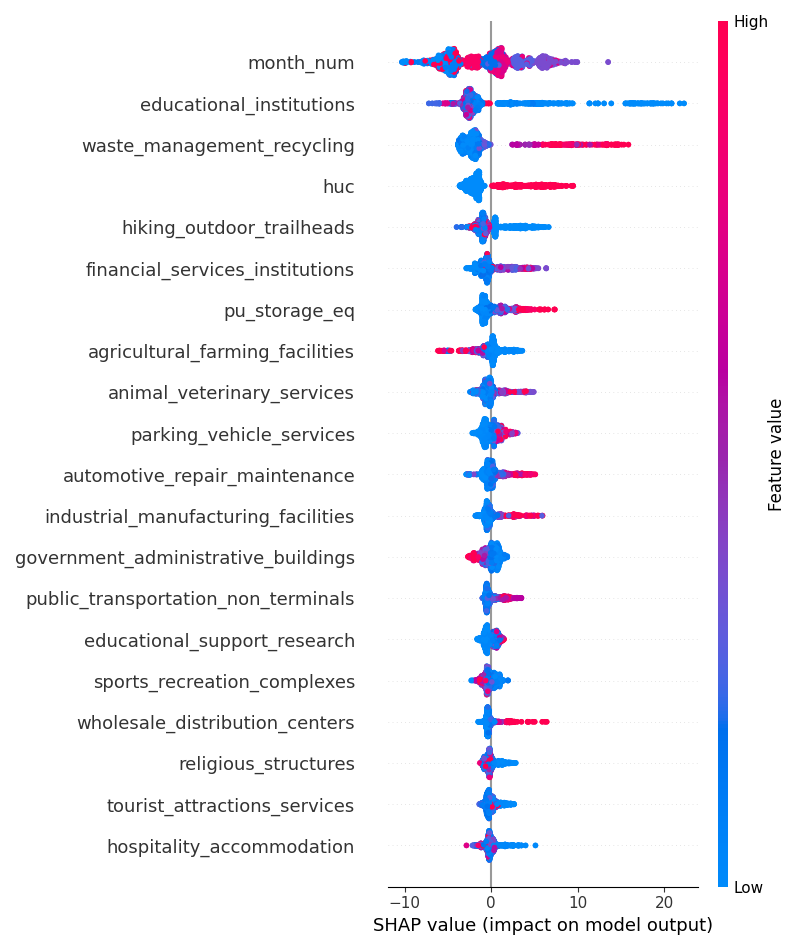 High
month_num
educational_institutions
waste_management_recycling
huc
hiking_outdoor_trailheads
financial_services_institutions
pu_storage_eq
agricultural_farming_facilities
animal_veterinary_services
parking_vehicle_services
automotive_repair_maintenance
industrial_manufacturing_facilities
government_administrative_buildings
public_transportation_non_terminals
educational_support_research
sports_recreation_complexes
wholesale_distribution_centers
religious_structures
tourist_attractions_services
hospitality_accommodation
Feature value
Low
−10 0 10 20
SHAP value (impact on model output)